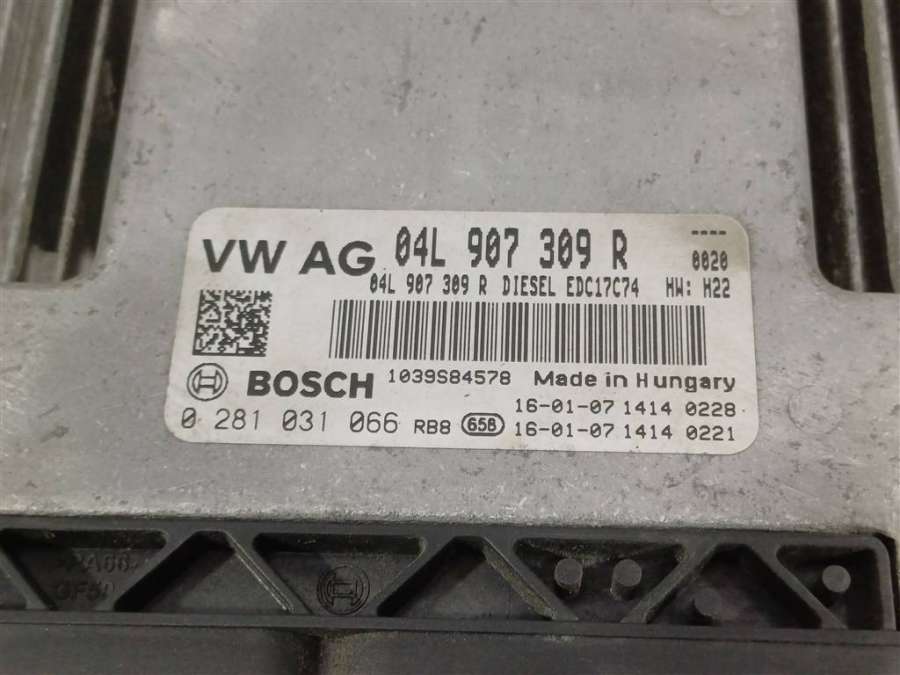 VW AG 04L 907 309 R ----
0020
04L 907 309 R DIESEL EDC17C74 HW: H22
BOSCH 1039S84578 Made in Hungary
0 281 031 066 RB8 658 16-01-07 1414 0228
16-01-07 1414 0221